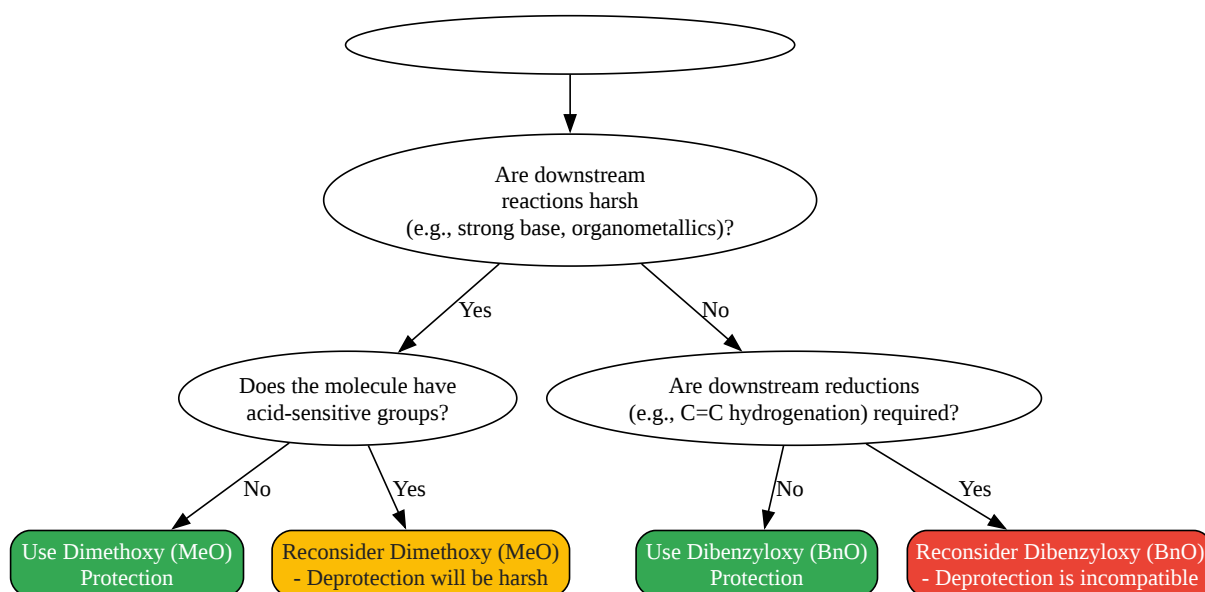 Are downstream
reactions harsh
(e.g., strong base, organometallics)?
Yes
No
Does the molecule have
acid-sensitive groups?
Are downstream reductions
(e.g., C=C hydrogenation) required?
No
Yes
No
Yes
Use Dimethoxy (MeO)
Protection
Reconsider Dimethoxy (MeO)
- Deprotection will be harsh
Use Dibenzyloxy (BnO)
Protection
Reconsider Dibenzyloxy (BnO)
- Deprotection is incompatible